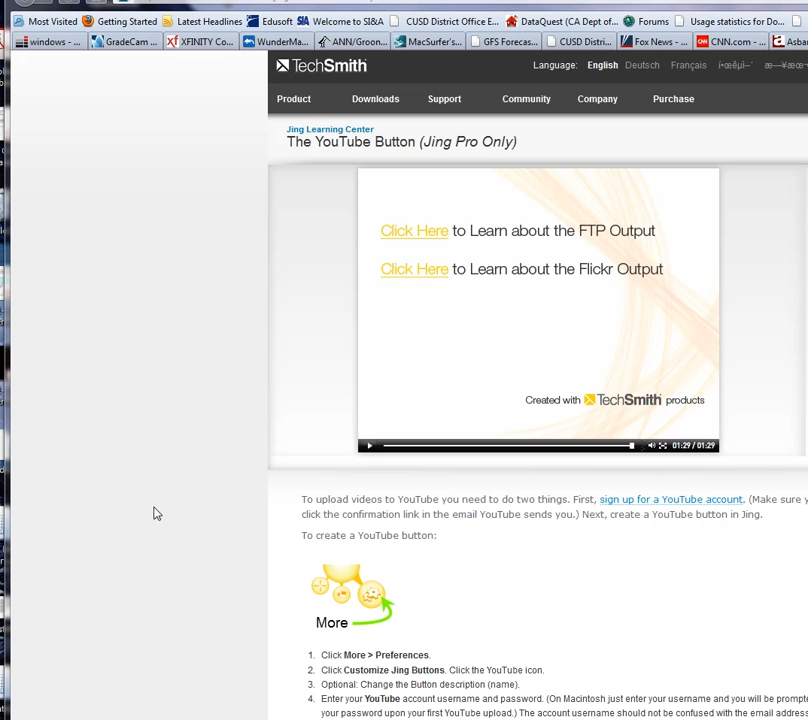 Most Visited Getting Started Latest Headlines Edusoft Welcome to SI&A CUSD District Office E... DataQuest (CA Dept of... Forums Usage statistics for Do...
windows - ... GradeCam ... XFINITY Co... WunderMa... ANN/Groon... MacSurfer's... GFS Forecas... CUSD Distri... Fox News - ... CNN.com - ... Asbar
TechSmith
Language: English Deutsch Français
Product Downloads Support Community Company Purchase
Jing Learning Center
The YouTube Button (Jing Pro Only)
Click Here to Learn about the FTP Output
Click Here to Learn about the Flickr Output
Created with TechSmith products
01:29 / 01:29
To upload videos to YouTube you need to do two things. First, sign up for a YouTube account. (Make sure y
click the confirmation link in the email YouTube sends you.) Next, create a YouTube button in Jing.
To create a YouTube button:
More
1. Click More > Preferences.
2. Click Customize Jing Buttons. Click the YouTube icon.
3. Optional: Change the Button description (name).
4. Enter your YouTube account username and password. (On Macintosh just enter your username and you will be prompte
your password upon your first YouTube upload.) The account username should not be confused with the email address